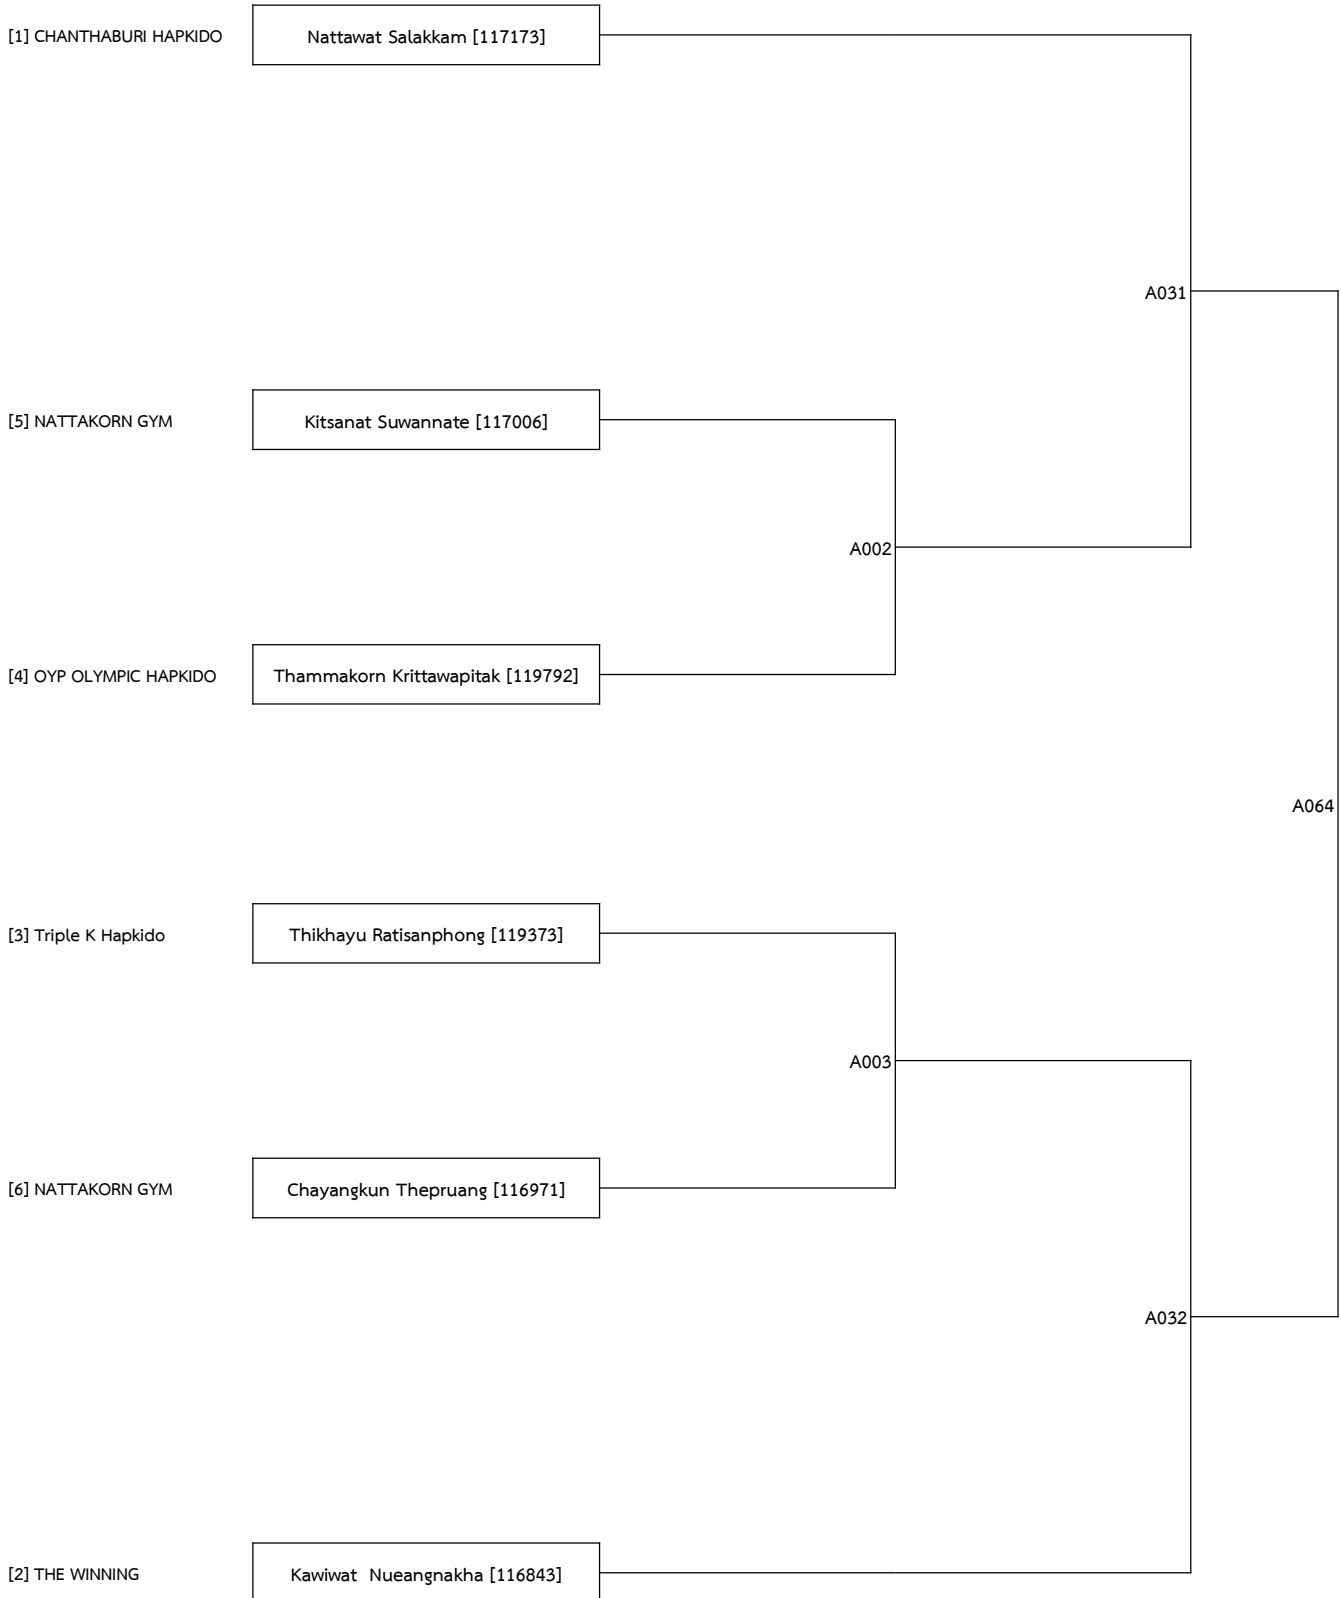 [1] CHANTHABURI HAPKIDO Nattawat Salakkam [117173]
A031
[5] NATTAKORN GYM Kitsanat Suwannate [117006]
A002
[4] OYP OLYMPIC HAPKIDO Thammakorn Krittawapitak [119792]
A064
[3] Triple K Hapkido Thikhayu Ratisanphong [119373]
A003
[6] NATTAKORN GYM Chayangkun Thepruang [116971]
A032
[2] THE WINNING Kawiwat  Nueangnakha [116843]